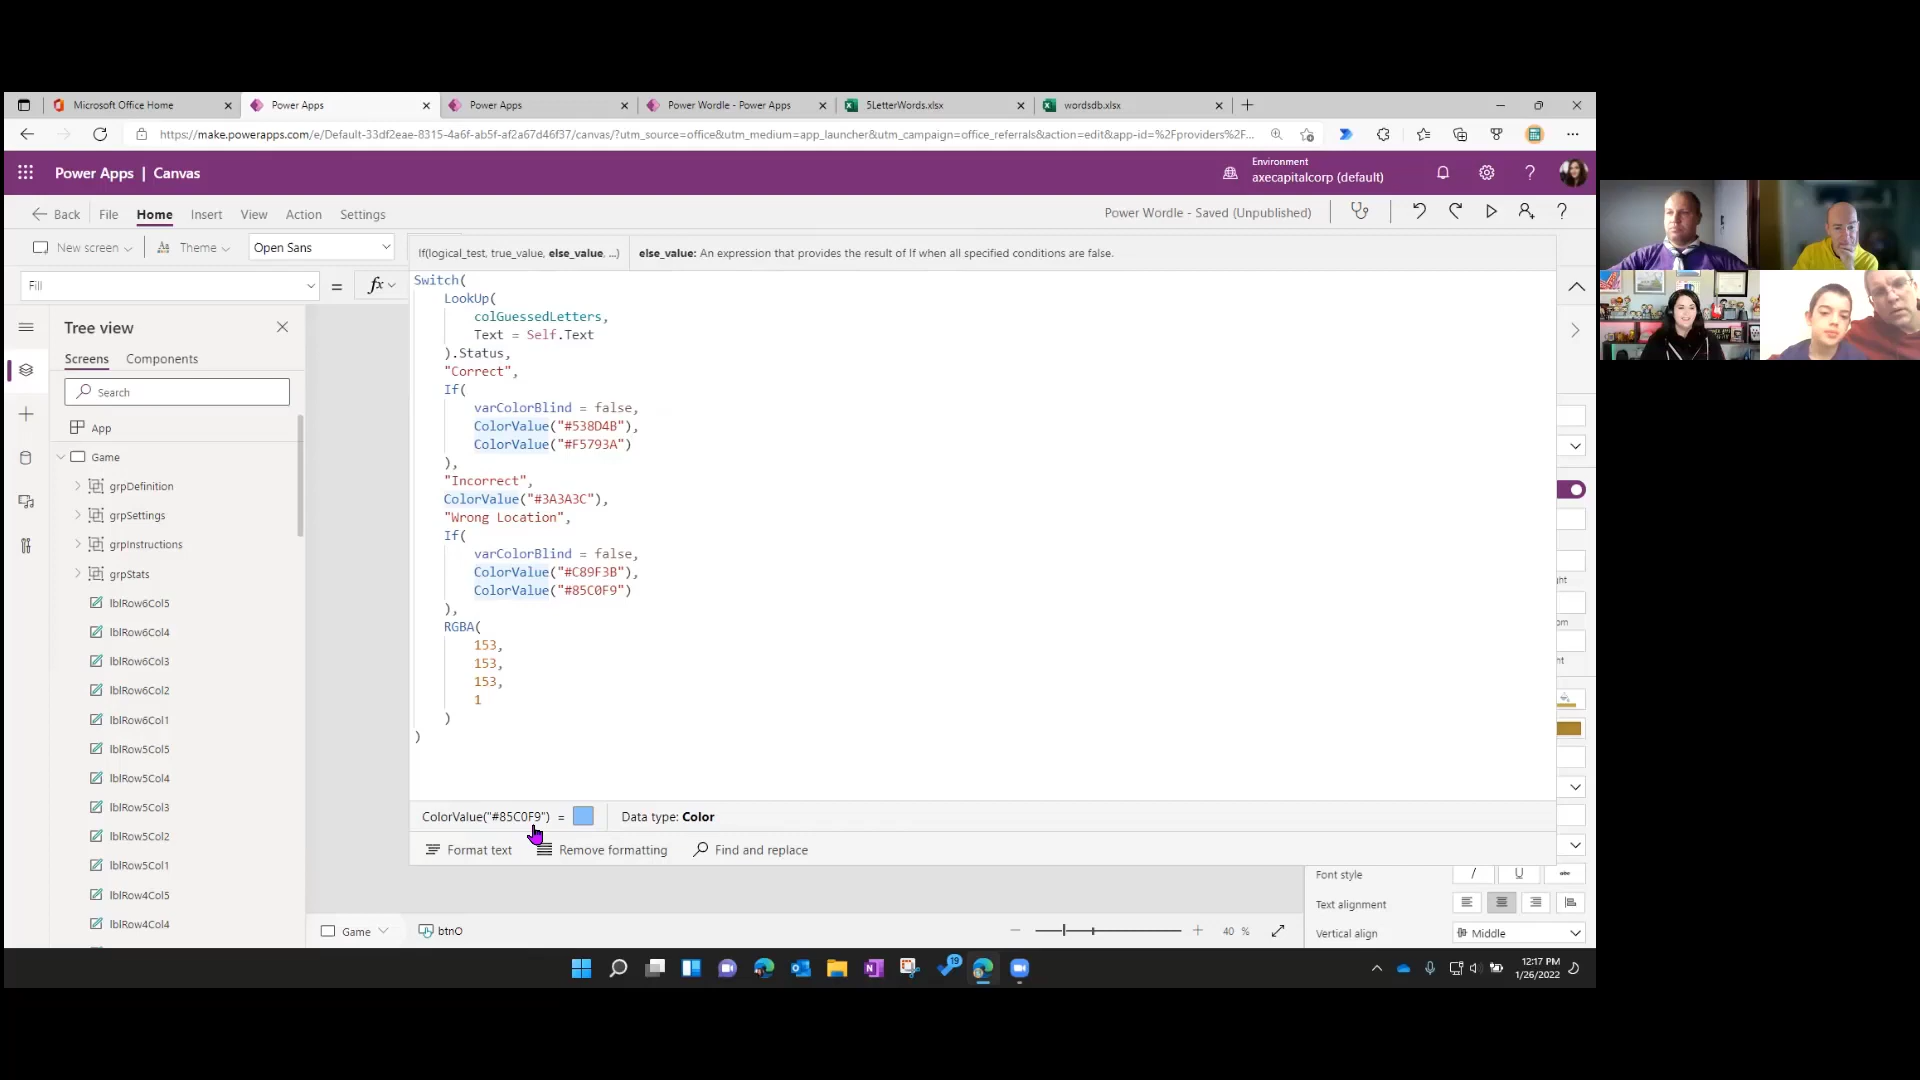 Microsoft Office Home
Power Apps
Power Apps
Power Wordle - Power Apps
5LetterWords.xlsx
wordsdb.xlsx
https://make.powerapps.com/e/Default-33df2eae-8315-4a6f-ab5f-af2a67d46f37/canvas/?utm_source=office&utm_medium=app_launcher&utm_campaign=office_referrals&action=edit&app-id=%2Fproviders%2F...
Power Apps | Canvas
Environment
axecapitalcorp (default)
Back File Home Insert View Action Settings
Power Wordle - Saved (Unpublished)
New screen Theme Open Sans
If(logical_test, true_value, else_value, ...) else_value: An expression that provides the result of If when all specified conditions are false.
Fill = fx
Switch(
LookUp(
colGuessedLetters,
Text = Self.Text
).Status,
"Correct",
If(
varColorBlind = false,
ColorValue("#538D4B"),
ColorValue("#F5793A")
),
"Incorrect",
ColorValue("#3A3A3C"),
"Wrong Location",
If(
varColorBlind = false,
ColorValue("#C89F3B"),
ColorValue("#85C0F9")
),
RGBA(
153,
153,
153,
1
)
)
Tree view
Screens Components
Search
App
Game
grpDefinition
grpSettings
grpInstructions
grpStats
lblRow6Col5
lblRow6Col4
lblRow6Col3
lblRow6Col2
lblRow6Col1
lblRow5Col5
lblRow5Col4
lblRow5Col3
lblRow5Col2
lblRow5Col1
lblRow4Col5
lblRow4Col4
ColorValue("#85C0F9") = Data type: Color
Format text Remove formatting Find and replace
Font style / U abc
Text alignment
Vertical align Middle
Game btnO
40 %
19
12:17 PM
1/26/2022